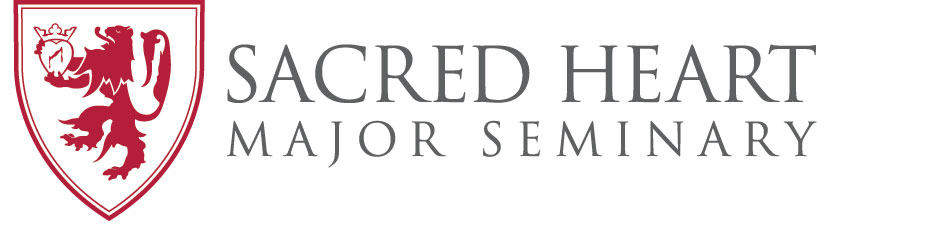 SACRED HEART
MAJOR SEMINARY